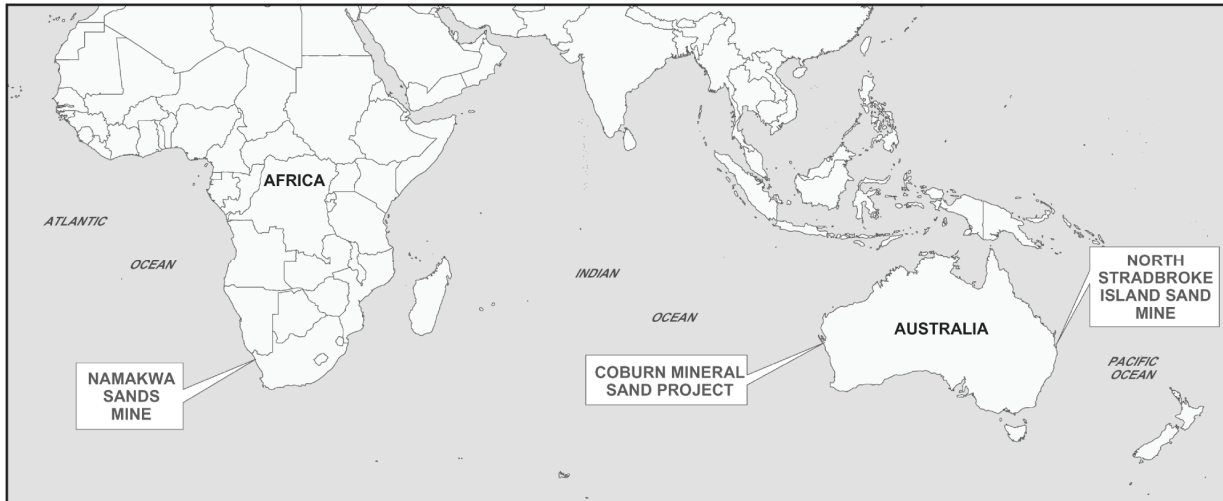 AFRICA
ATLANTIC
OCEAN
INDIAN
OCEAN
NORTH
STRADBROKE
ISLAND SAND
MINE
AUSTRALIA
PACIFIC
OCEAN
COBURN MINERAL
SAND PROJECT
NAMAKWA
SANDS
MINE